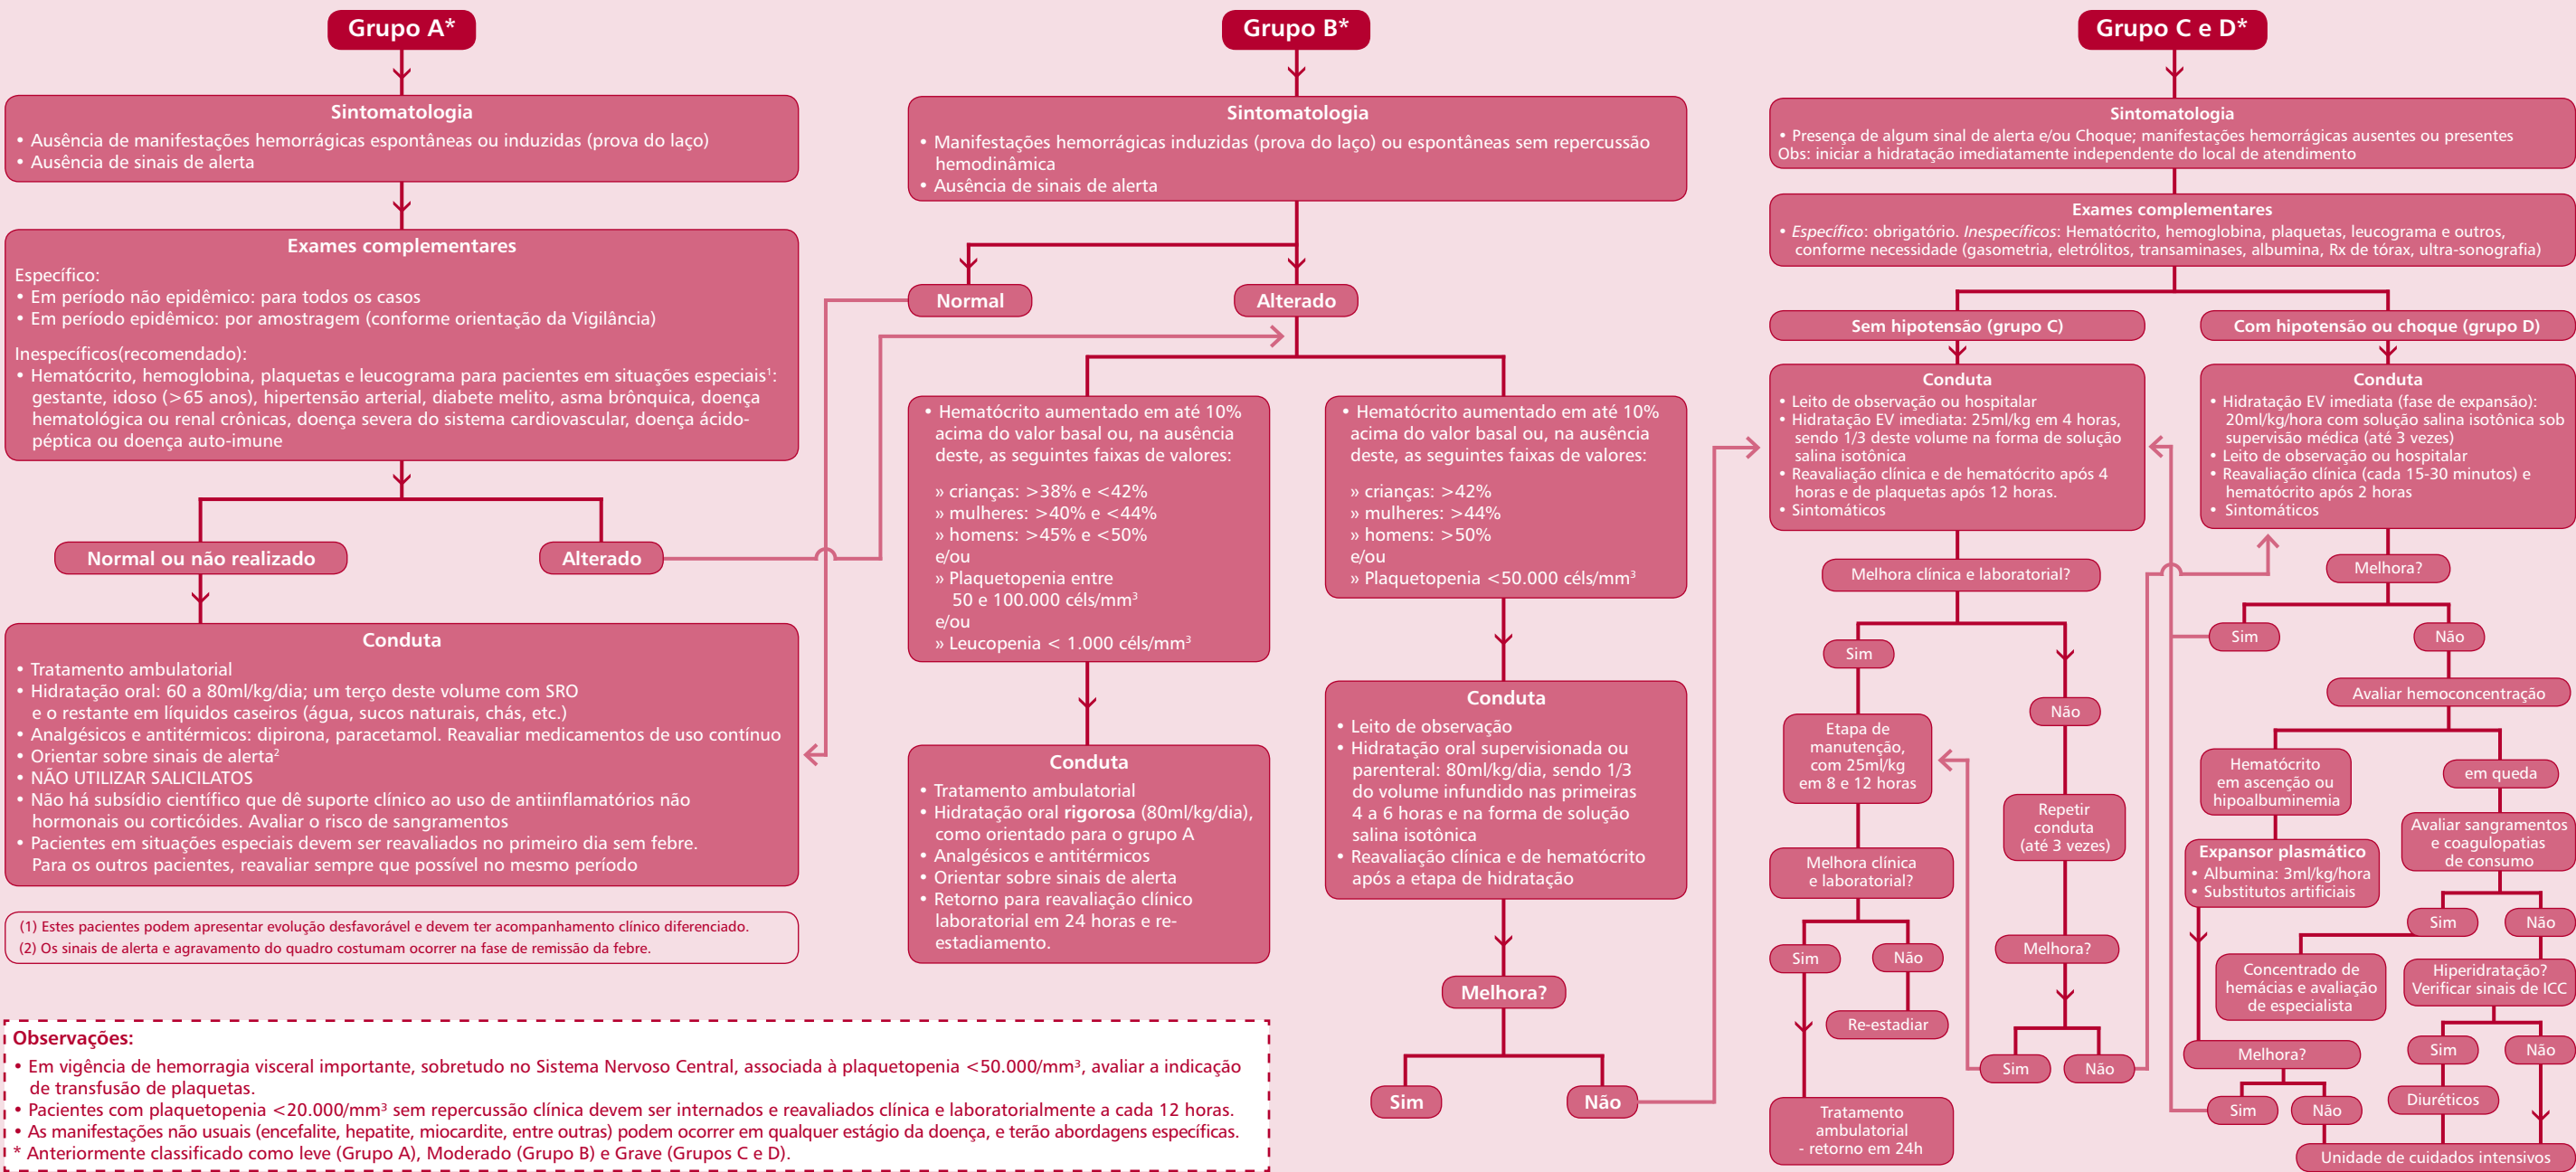 Grupo A*
Sintomatologia
• Ausência de manifestações hemorrágicas espontâneas ou induzidas (prova do laço)
• Ausência de sinais de alerta
Exames complementares
Específico:
• Em período não epidêmico: para todos os casos
• Em período epidêmico: por amostragem (conforme orientação da Vigilância)
Inespecíficos(recomendado):
• Hematócrito, hemoglobina, plaquetas e leucograma para pacientes em situações especiais¹:
gestante, idoso (>65 anos), hipertensão arterial, diabete melito, asma brônquica, doença
hematológica ou renal crônicas, doença severa do sistema cardiovascular, doença ácido-
péptica ou doença auto-imune
Normal ou não realizado
Alterado
Conduta
• Tratamento ambulatorial
• Hidratação oral: 60 a 80ml/kg/dia; um terço deste volume com SRO
e o restante em líquidos caseiros (água, sucos naturais, chás, etc.)
• Analgésicos e antitérmicos: dipirona, paracetamol. Reavaliar medicamentos de uso contínuo
• Orientar sobre sinais de alerta²
• NÃO UTILIZAR SALICILATOS
• Não há subsídio científico que dê suporte clínico ao uso de antiinflamatórios não
hormonais ou corticóides. Avaliar o risco de sangramentos
• Pacientes em situações especiais devem ser reavaliados no primeiro dia sem febre.
Para os outros pacientes, reavaliar sempre que possível no mesmo período
(1) Estes pacientes podem apresentar evolução desfavorável e devem ter acompanhamento clínico diferenciado.
(2) Os sinais de alerta e agravamento do quadro costumam ocorrer na fase de remissão da febre.
Grupo B*
Sintomatologia
• Manifestações hemorrágicas induzidas (prova do laço) ou espontâneas sem repercussão
hemodinâmica
• Ausência de sinais de alerta
Normal
Alterado
• Hematócrito aumentado em até 10%
acima do valor basal ou, na ausência
deste, as seguintes faixas de valores:
» crianças: >38% e <42%
» mulheres: >40% e <44%
» homens: >45% e <50%
e/ou
» Plaquetopenia entre
50 e 100.000 céls/mm³
e/ou
» Leucopenia < 1.000 céls/mm³
Conduta
• Tratamento ambulatorial
• Hidratação oral rigorosa (80ml/kg/dia),
como orientado para o grupo A
• Analgésicos e antitérmicos
• Orientar sobre sinais de alerta
• Retorno para reavaliação clínico
laboratorial em 24 horas e re-
estadiamento.
• Hematócrito aumentado em até 10%
acima do valor basal ou, na ausência
deste, as seguintes faixas de valores:
» crianças: >42%
» mulheres: >44%
» homens: >50%
e/ou
» Plaquetopenia <50.000 céls/mm³
Conduta
• Leito de observação
• Hidratação oral supervisionada ou
parenteral: 80ml/kg/dia, sendo 1/3
do volume infundido nas primeiras
4 a 6 horas e na forma de solução
salina isotônica
• Reavaliação clínica e de hematócrito
após a etapa de hidratação
Melhora?
Sim
Não
Grupo C e D*
Sintomatologia
• Presença de algum sinal de alerta e/ou Choque; manifestações hemorrágicas ausentes ou presentes
Obs: iniciar a hidratação imediatamente independente do local de atendimento
Exames complementares
• Específico: obrigatório. Inespecíficos: Hematócrito, hemoglobina, plaquetas, leucograma e outros,
conforme necessidade (gasometria, eletrólitos, transaminases, albumina, Rx de tórax, ultra-sonografia)
Sem hipotensão (grupo C)
Conduta
• Leito de observação ou hospitalar
• Hidratação EV imediata: 25ml/kg em 4 horas,
sendo 1/3 deste volume na forma de solução
salina isotônica
• Reavaliação clínica e de hematócrito após 4
horas e de plaquetas após 12 horas.
• Sintomáticos
Melhora clínica e laboratorial?
Sim
Não
Etapa de
manutenção,
com 25ml/kg
em 8 e 12 horas
Melhora clínica
e laboratorial?
Sim
Não
Re-estadiar
Tratamento
ambulatorial
- retorno em 24h
Repetir
conduta
(até 3 vezes)
Melhora?
Sim
Não
Com hipotensão ou choque (grupo D)
Conduta
• Hidratação EV imediata (fase de expansão):
20ml/kg/hora com solução salina isotônica sob
supervisão médica (até 3 vezes)
• Leito de observação ou hospitalar
• Reavaliação clínica (cada 15-30 minutos) e
hematócrito após 2 horas
• Sintomáticos
Melhora?
Sim
Não
Avaliar hemoconcentração
Hematócrito
em ascenção ou
hipoalbuminemia
em queda
Expansor plasmático
• Albumina: 3ml/kg/hora
• Substitutos artificiais
Avaliar sangramentos
e coagulopatias
de consumo
Sim
Não
Concentrado de
hemácias e avaliação
de especialista
Hiperidratação?
Verificar sinais de ICC
Melhora?
Sim
Não
Sim
Não
Diuréticos
Unidade de cuidados intensivos
Observações:
• Em vigência de hemorragia visceral importante, sobretudo no Sistema Nervoso Central, associada à plaquetopenia <50.000/mm³, avaliar a indicação
de transfusão de plaquetas.
• Pacientes com plaquetopenia <20.000/mm³ sem repercussão clínica devem ser internados e reavaliados clínica e laboratorialmente a cada 12 horas.
• As manifestações não usuais (encefalite, hepatite, miocardite, entre outras) podem ocorrer em qualquer estágio da doença, e terão abordagens específicas.
* Anteriormente classificado como leve (Grupo A), Moderado (Grupo B) e Grave (Grupos C e D).